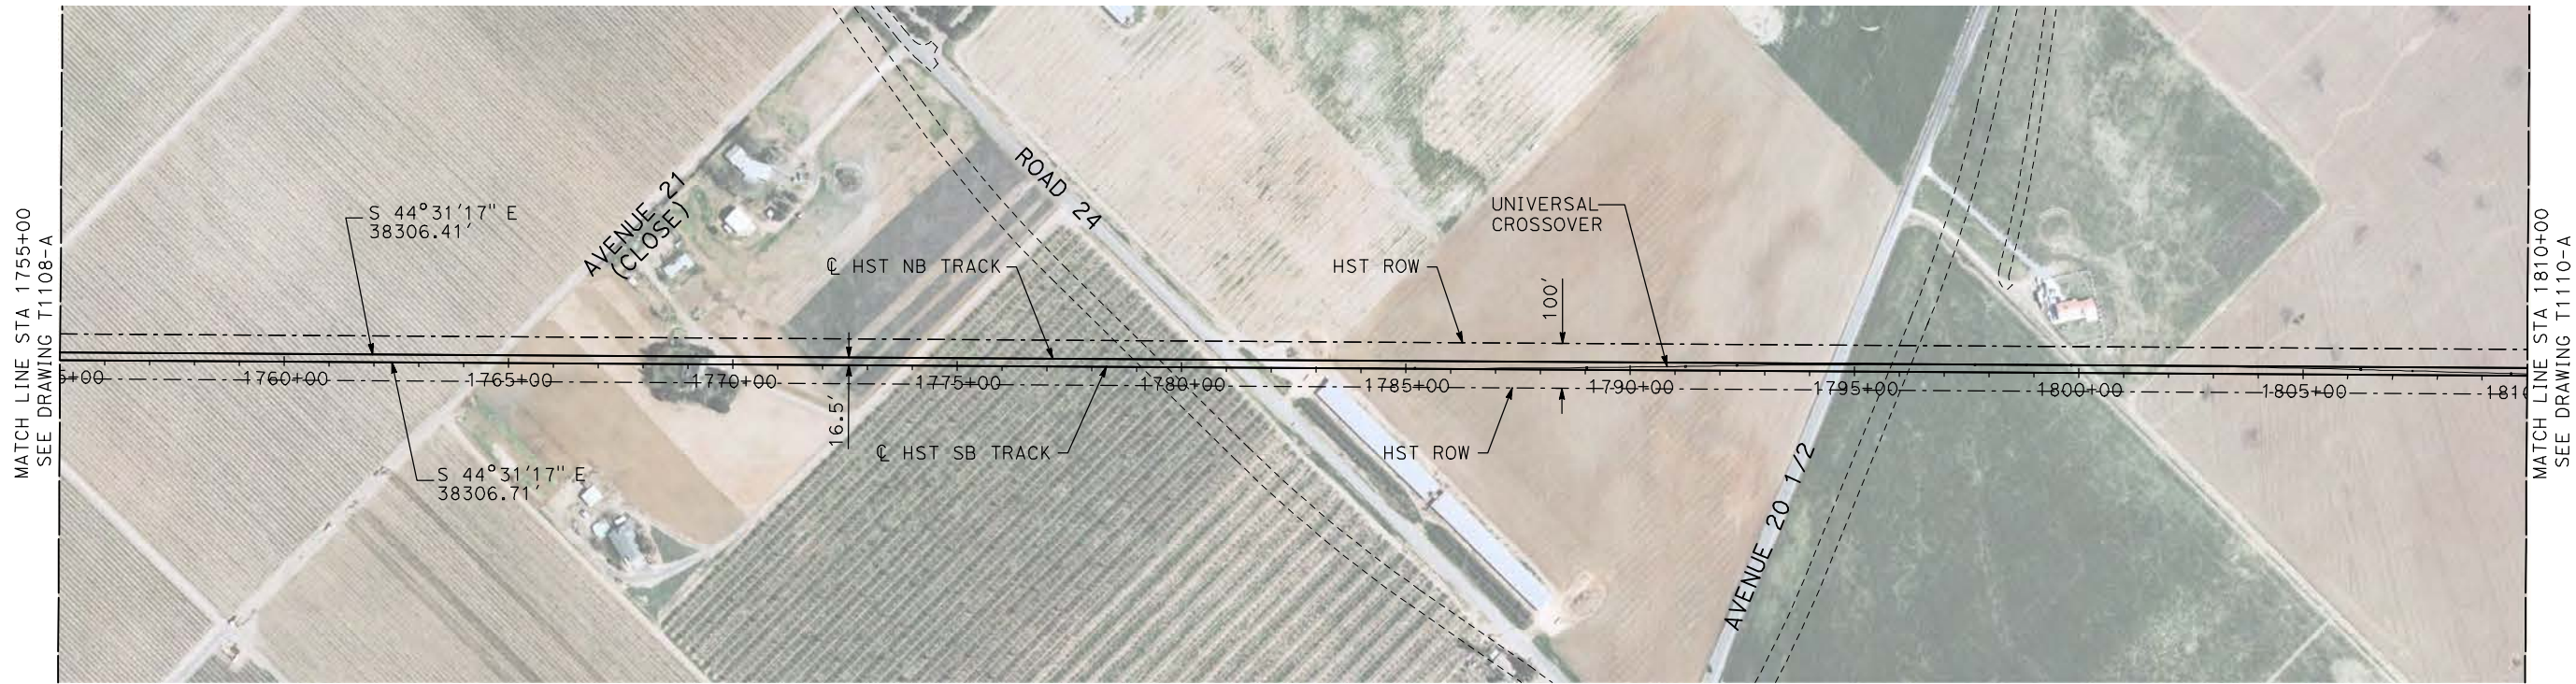 MATCH LINE STA 1755+00
SEE DRAWING T1108-A
S 44°31'17" E
38306.41'
AVENUE 21
(CLOSE)
ROAD 24
℄ HST NB TRACK
HST ROW
UNIVERSAL
CROSSOVER
100'
5+00
1760+00
1765+00
1770+00
1775+00
1780+00
1785+00
1790+00
1795+00
1800+00
1805+00
1810
16.5'
℄ HST SB TRACK
HST ROW
S 44°31'17" E
38306.71'
AVENUE 20 1/2
MATCH LINE STA 1810+00
SEE DRAWING T1110-A